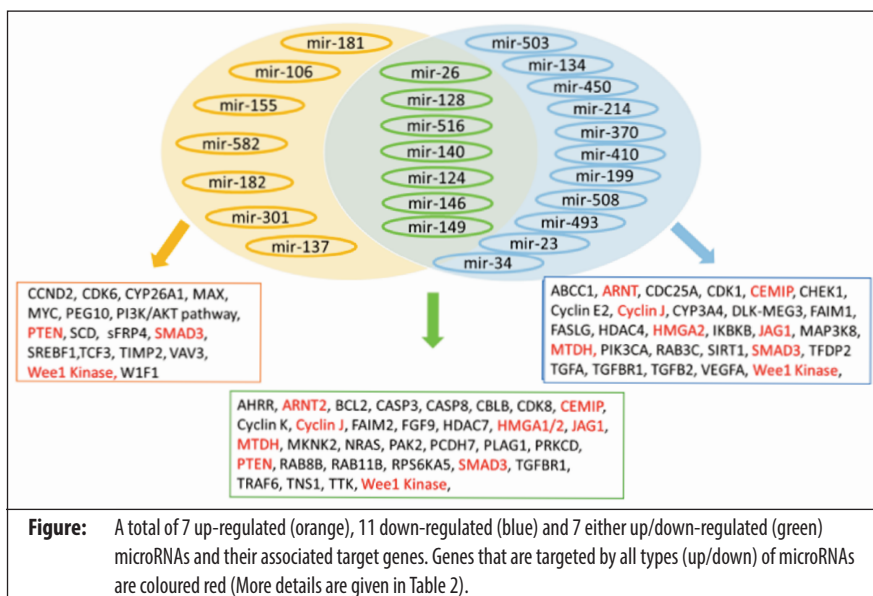 mir-181
mir-106
mir-155
mir-582
mir-182
mir-301
mir-137
mir-26
mir-128
mir-516
mir-140
mir-124
mir-146
mir-149
mir-503
mir-134
mir-450
mir-214
mir-370
mir-410
mir-199
mir-508
mir-493
mir-23
mir-34
CCND2, CDK6, CYP26A1, MAX,
MYC, PEG10, PI3K/AKT pathway,
PTEN, SCD, sFRP4, SMAD3,
SREBF1,TCF3, TIMP2, VAV3,
Wee1 Kinase, W1F1
AHRR, ARNT2, BCL2, CASP3, CASP8, CBLB, CDK8, CEMIP,
Cyclin K, Cyclin J, FAIM2, FGF9, HDAC7, HMGA1/2, JAG1,
MTDH, MKNK2, NRAS, PAK2, PCDH7, PLAG1, PRKCD,
PTEN, RAB8B, RAB11B, RPS6KA5, SMAD3, TGFBR1,
TRAF6, TNS1, TTK, Wee1 Kinase,
ABCC1, ARNT, CDC25A, CDK1, CEMIP, CHEK1,
Cyclin E2, Cyclin J, CYP3A4, DLK-MEG3, FAIM1,
FASLG, HDAC4, HMGA2, IKBKB, JAG1, MAP3K8,
MTDH, PIK3CA, RAB3C, SIRT1, SMAD3, TFDP2
TGFA, TGFBR1, TGFB2, VEGFA, Wee1 Kinase,
Figure: A total of 7 up-regulated (orange), 11 down-regulated (blue) and 7 either up/down-regulated (green)
microRNAs and their associated target genes. Genes that are targeted by all types (up/down) of microRNAs
are coloured red (More details are given in Table 2).